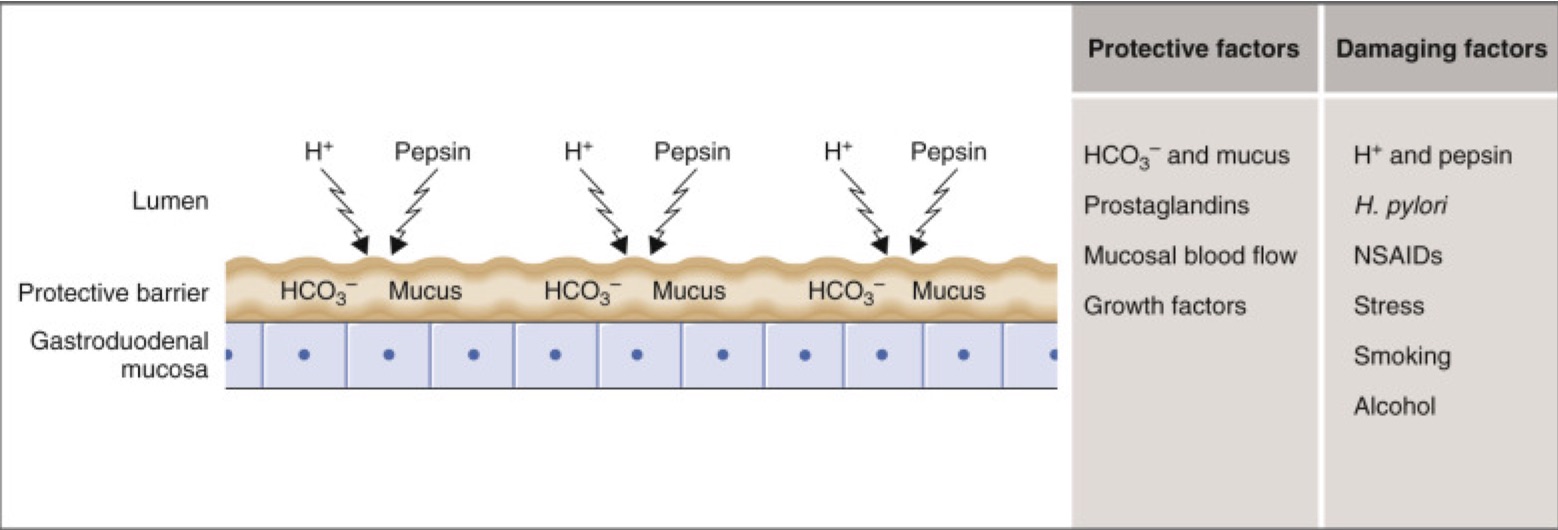 Protective factors
Damaging factors
H⁺ Pepsin H⁺ Pepsin H⁺ Pepsin
Lumen
Protective barrier
HCO₃⁻ Mucus HCO₃⁻ Mucus HCO₃⁻ Mucus
Gastroduodenal
mucosa
HCO₃⁻ and mucus
Prostaglandins
Mucosal blood flow
Growth factors
H⁺ and pepsin
H. pylori
NSAIDs
Stress
Smoking
Alcohol